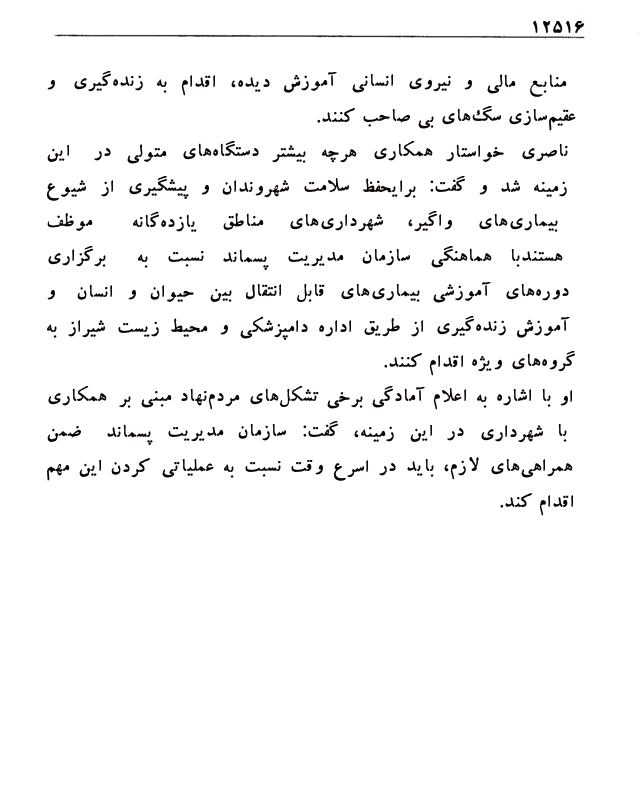 ۱۲۵۱۶
منابع مالی و نیروی انسانی آموزش دیده، اقدام به زنده‌گیری و
عقیم‌سازی سگ‌های بی صاحب کنند.
ناصری خواستار همکاری هرچه بیشتر دستگاه‌های متولی در این
زمینه شد و گفت: برایحفظ سلامت شهروندان و پیشگیری از شیوع
بیماری‌های واگیر، شهرداری‌های مناطق یازده‌گانه موظف
هستندبا هماهنگی سازمان مدیریت پسماند نسبت به برگزاری
دوره‌های آموزشی بیماری‌های قابل انتقال بین حیوان و انسان و
آموزش زنده‌گیری از طریق اداره دامپزشکی و محیط زیست شیراز به
گروه‌های ویژه اقدام کنند.
او با اشاره به اعلام آمادگی برخی تشکل‌های مردم‌نهاد مبنی بر همکاری
با شهرداری در این زمینه، گفت: سازمان مدیریت پسماند ضمن
همراهی‌های لازم، باید در اسرع وقت نسبت به عملیاتی کردن این مهم
اقدام کند.